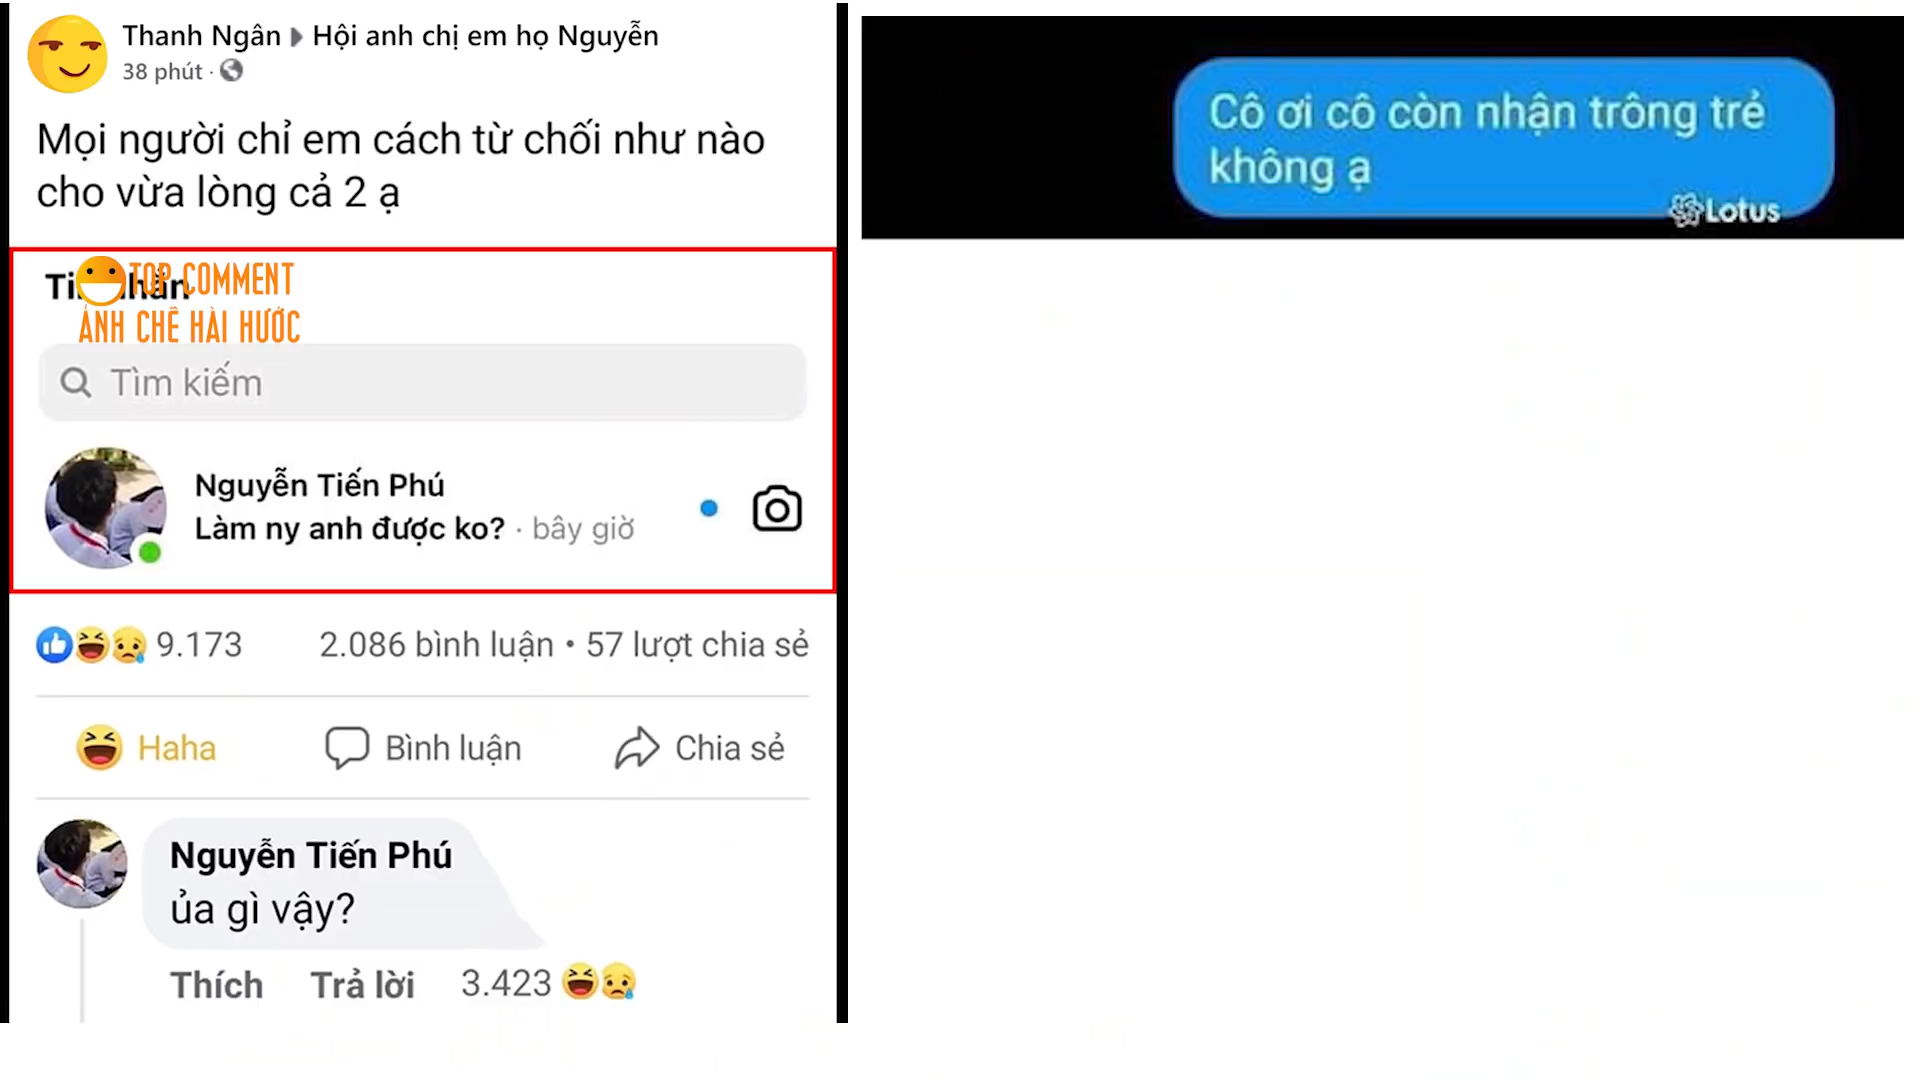 Thanh Ngân ▶ Hội anh chị em họ Nguyễn
38 phút ·
Mọi người chỉ em cách từ chối như nào
cho vừa lòng cả 2 ạ
TOP COMMENT
ẢNH CHẾ HÀI HƯỚC
Tìm kiếm
Nguyễn Tiến Phú
Làm ny anh được ko? · bây giờ
9.173 2.086 bình luận • 57 lượt chia sẻ
Haha Bình luận Chia sẻ
Nguyễn Tiến Phú
ủa gì vậy?
Thích Trả lời 3.423
Cô ơi cô còn nhận trông trẻ
không ạ
Lotus